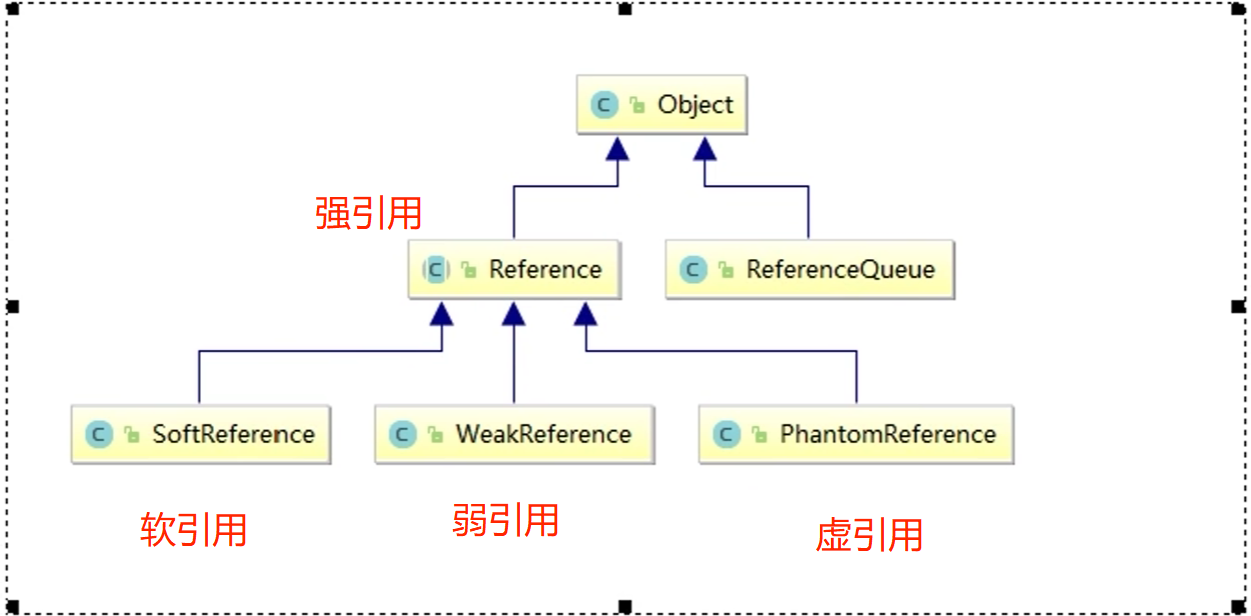 Object
强引用
Reference
ReferenceQueue
SoftReference
WeakReference
PhantomReference
软引用
弱引用
虚引用